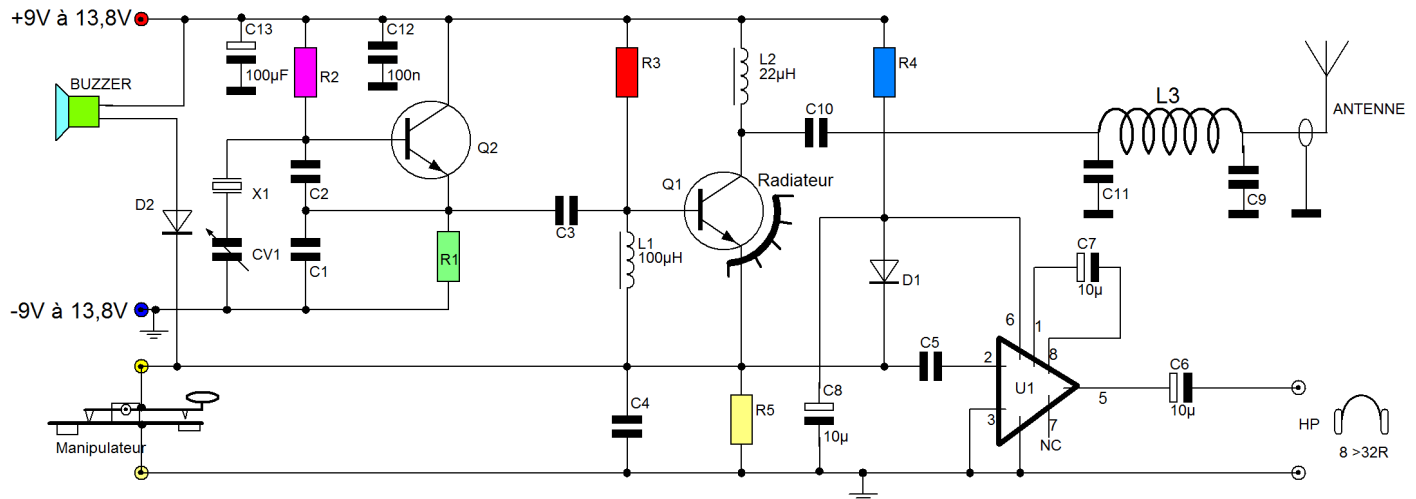 +9V à 13,8V
BUZZER
C13
100µF
R2
C12
100n
Q2
R3
L2
22µH
R4
C10
L3
ANTENNE
X1
C2
Q1
Radiateur
C11
C9
D2
CV1
C1
R1
C3
L1
100µH
D1
C7
10µ
-9V à 13,8V
6
1
8
C5
2
U1
5
C6
10µ
3
7
NC
C4
R5
C8
10µ
HP
8 >32R
Manipulateur